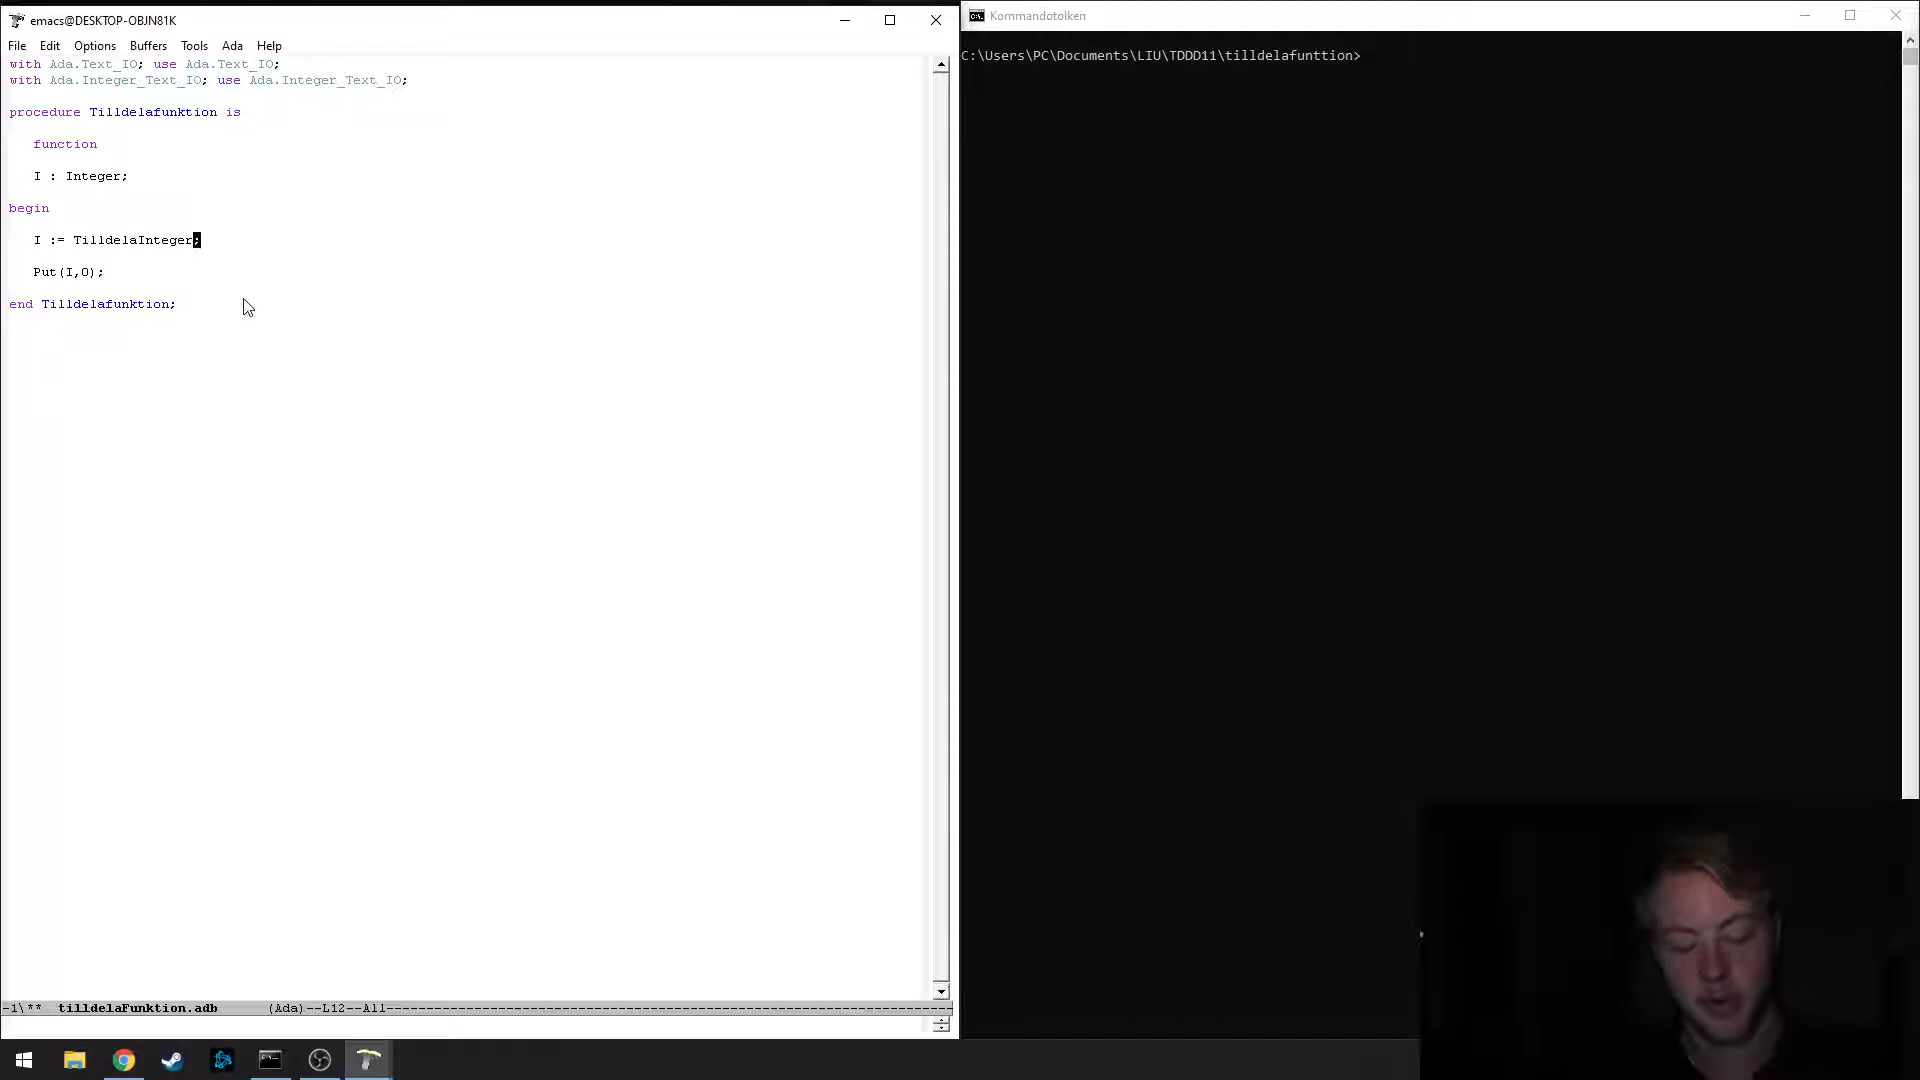 emacs@DESKTOP-OBJN81K
File Edit Options Buffers Tools Ada Help
with Ada.Text_IO; use Ada.Text_IO;
with Ada.Integer_Text_IO; use Ada.Integer_Text_IO;
procedure Tilldelafunktion is
function
I : Integer;
begin
I := TilldelaInteger;
Put(I,0);
end Tilldelafunktion;
-1\** tilldelaFunktion.adb (Ada)--L12--All----
Kommandotolken
C:\Users\PC\Documents\LIU\TDDD11\tilldelafunttion>